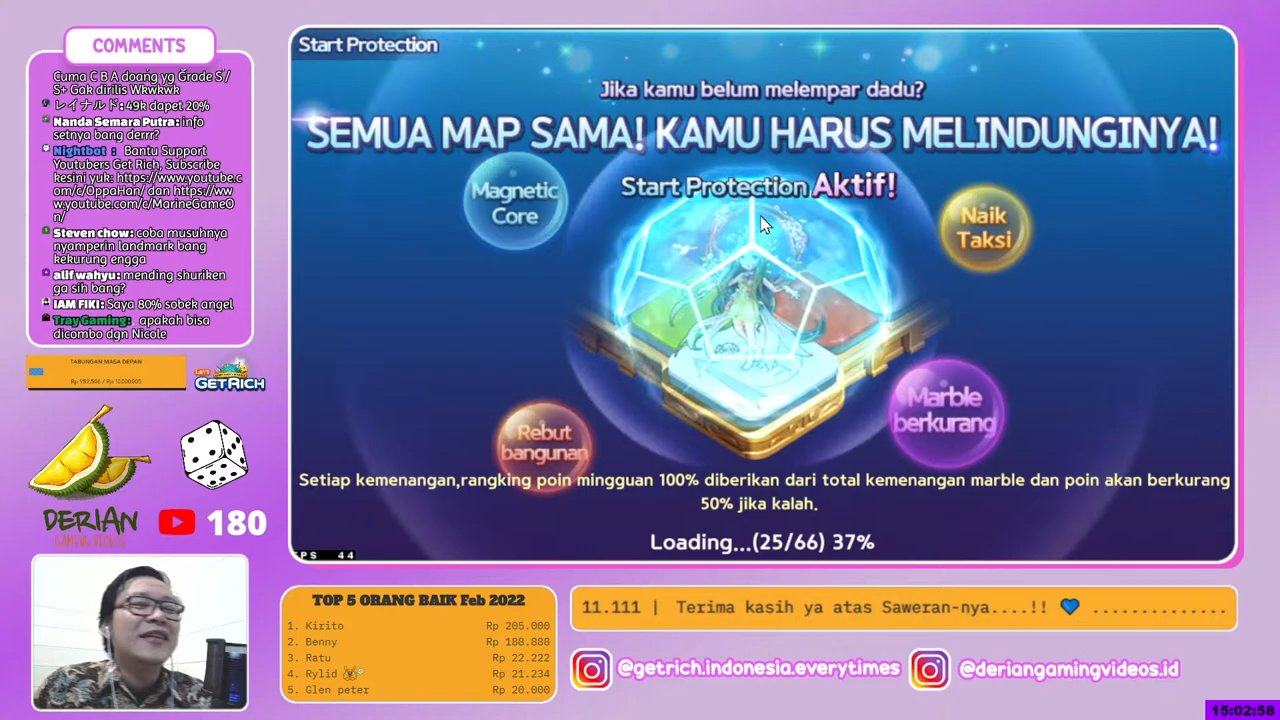 COMMENTS
Cuma C B A doang yg Grade S /
S+ Gak dirilis Wkwkwk
レイナルド: 49k dapet 20%
Nanda Semara Putra: info
setnya bang derrr?
Nightbot : Bantu Support
Youtubers Get Rich, Subscribe
kesini yuk: https://www.youtube.c
om/c/OppaHan/ dan https://ww
w.youtube.com/c/MarineGameO
n/
Steven chow: coba musuhnya
nyamperin landmark bang
kekurung engga
alif wahyu: mending shuriken
ga sih bang?
IAM FIKI: Saya 80% sobek angel
Tray Gaming: apakah bisa
dicombo dgn Nicole
TABUNGAN MASA DEPAN
Rp 10.000.000
LET'S
GETRICH
DERIAN
GAMING VIDEOS
180
Start Protection
Jika kamu belum melempar dadu?
SEMUA MAP SAMA! KAMU HARUS MELINDUNGINYA!
Start Protection Aktif!
Magnetic
Core
Naik
Taksi
Rebut
bangunan
Marble
berkurang
Setiap kemenangan,rangking poin mingguan 100% diberikan dari total kemenangan marble dan poin akan berkurang
50% jika kalah.
Loading...(25/66) 37%
FPS 44
TOP 5 ORANG BAIK Feb 2022
1. Kirito Rp 205.000
2. Benny Rp 188.888
3. Ratu Rp 22.222
4. Rylid Rp 21.234
5. Glen peter Rp 20.000
11.111 | Terima kasih ya atas Saweran-nya....!! 💙 ..............
@getrich.indonesia.everytimes
@deriangamingvideos.id
15:02:58